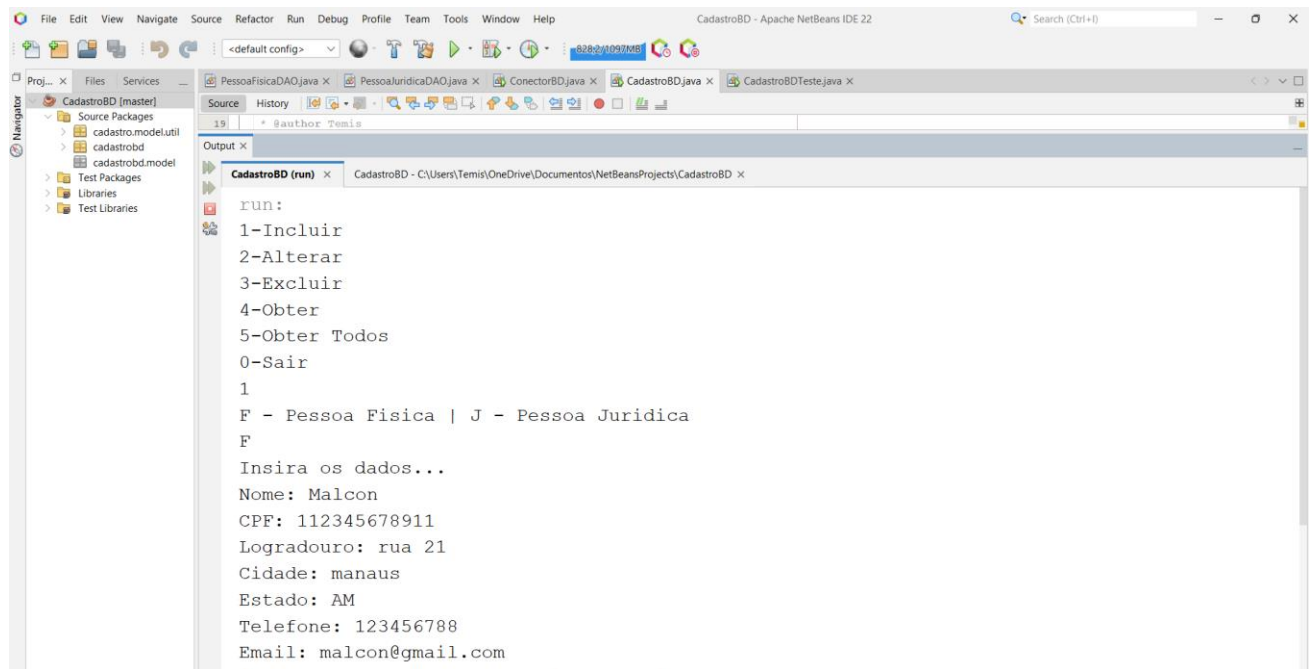 File Edit View Navigate Source Refactor Run Debug Profile Team Tools Window Help CadastroBD - Apache NetBeans IDE 22 Search (Ctrl+I)
<default config> 828,2/1097MB
Proj... × Files Services PessoaFisicaDAO.java × PessoaJuridicaDAO.java × ConectorBD.java × CadastroBD.java × CadastroBDTeste.java ×
Navigator
CadastroBD [master]
Source Packages
cadastro.model.util
cadastrobd
cadastrobd.model
Test Packages
Libraries
Test Libraries
Source History
19 * @author Temis
Output ×
CadastroBD (run) × CadastroBD - C:\Users\Temis\OneDrive\Documentos\NetBeansProjects\CadastroBD ×
run:
1-Incluir
2-Alterar
3-Excluir
4-Obter
5-Obter Todos
0-Sair
1
F - Pessoa Fisica | J - Pessoa Juridica
F
Insira os dados...
Nome: Malcon
CPF: 112345678911
Logradouro: rua 21
Cidade: manaus
Estado: AM
Telefone: 123456788
Email: malcon@gmail.com